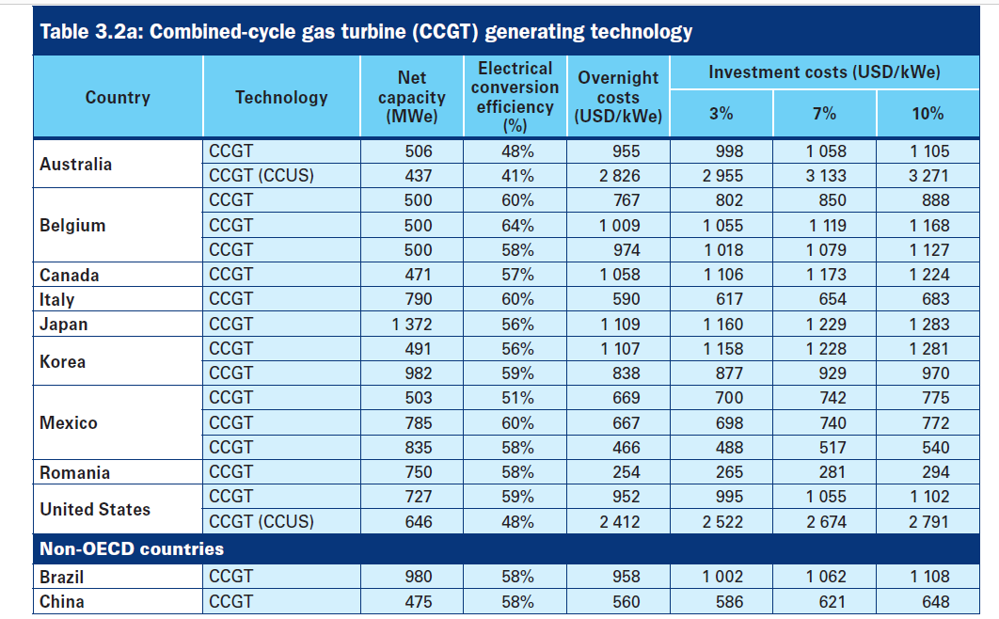 Table 3.2a: Combined-cycle gas turbine (CCGT) generating technology
Country Technology Net capacity (MWe) Electrical conversion efficiency (%) Overnight costs (USD/kWe) Investment costs (USD/kWe)
3% 7% 10%
Australia CCGT 506 48% 955 998 1 058 1 105
CCGT (CCUS) 437 41% 2 826 2 955 3 133 3 271
Belgium CCGT 500 60% 767 802 850 888
CCGT 500 64% 1 009 1 055 1 119 1 168
CCGT 500 58% 974 1 018 1 079 1 127
Canada CCGT 471 57% 1 058 1 106 1 173 1 224
Italy CCGT 790 60% 590 617 654 683
Japan CCGT 1 372 56% 1 109 1 160 1 229 1 283
Korea CCGT 491 56% 1 107 1 158 1 228 1 281
CCGT 982 59% 838 877 929 970
Mexico CCGT 503 51% 669 700 742 775
CCGT 785 60% 667 698 740 772
CCGT 835 58% 466 488 517 540
Romania CCGT 750 58% 254 265 281 294
United States CCGT 727 59% 952 995 1 055 1 102
CCGT (CCUS) 646 48% 2 412 2 522 2 674 2 791
Non-OECD countries
Brazil CCGT 980 58% 958 1 002 1 062 1 108
China CCGT 475 58% 560 586 621 648